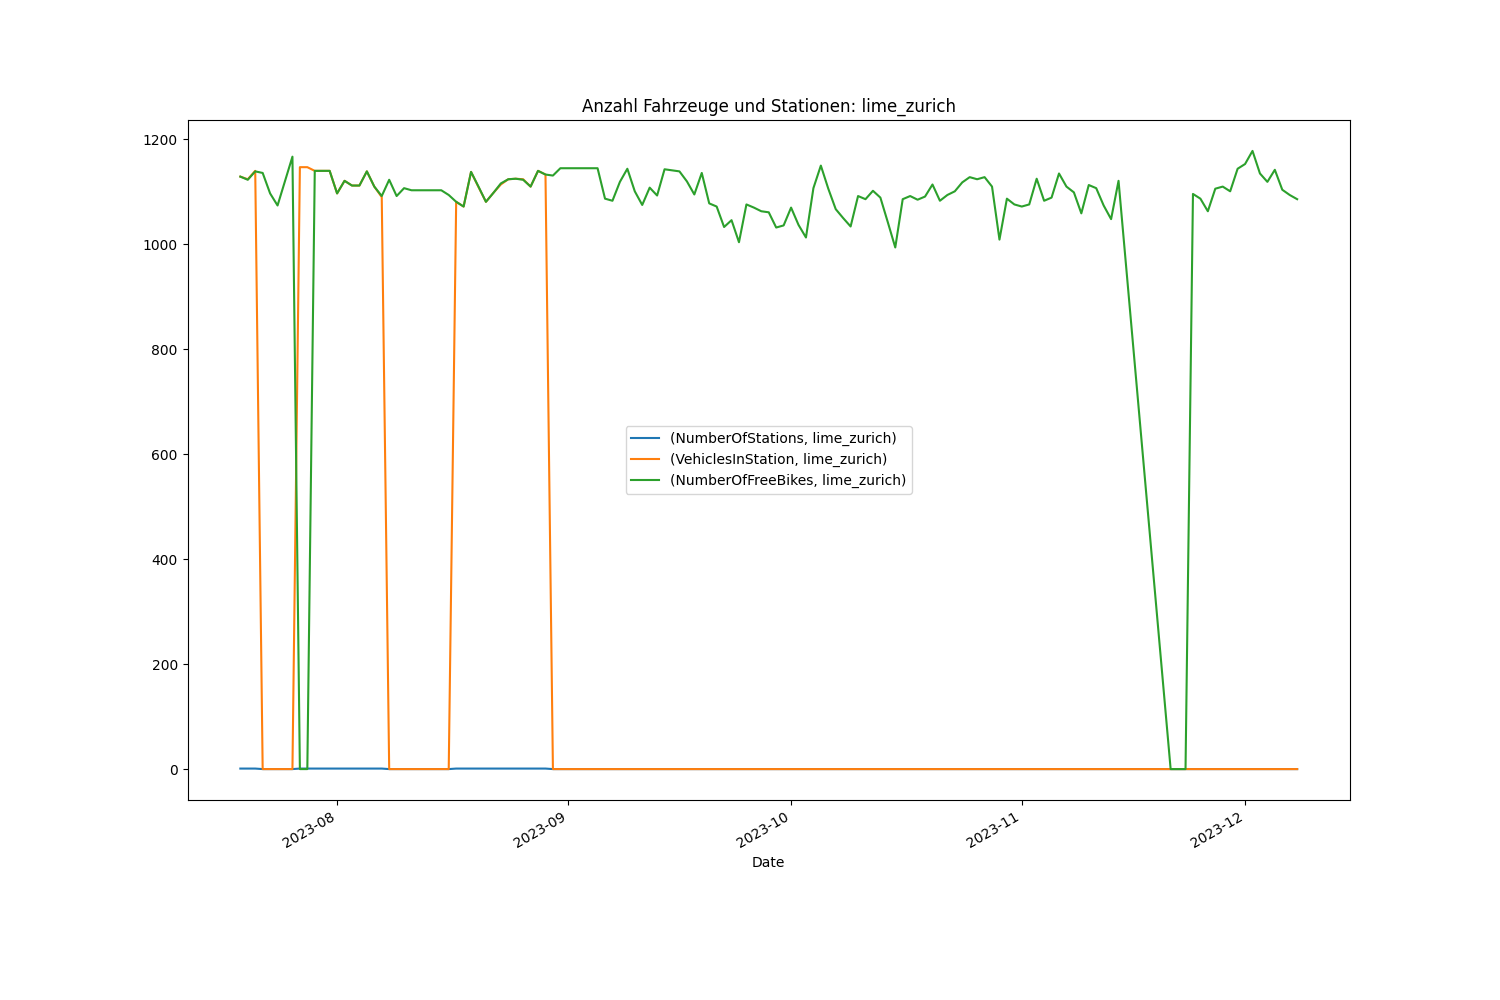 Anzahl Fahrzeuge und Stationen: lime_zurich
1200
1000
800
600
400
200
0
(NumberOfStations, lime_zurich)
(VehiclesInStation, lime_zurich)
(NumberOfFreeBikes, lime_zurich)
2023-08
2023-09
2023-10
2023-11
2023-12
Date